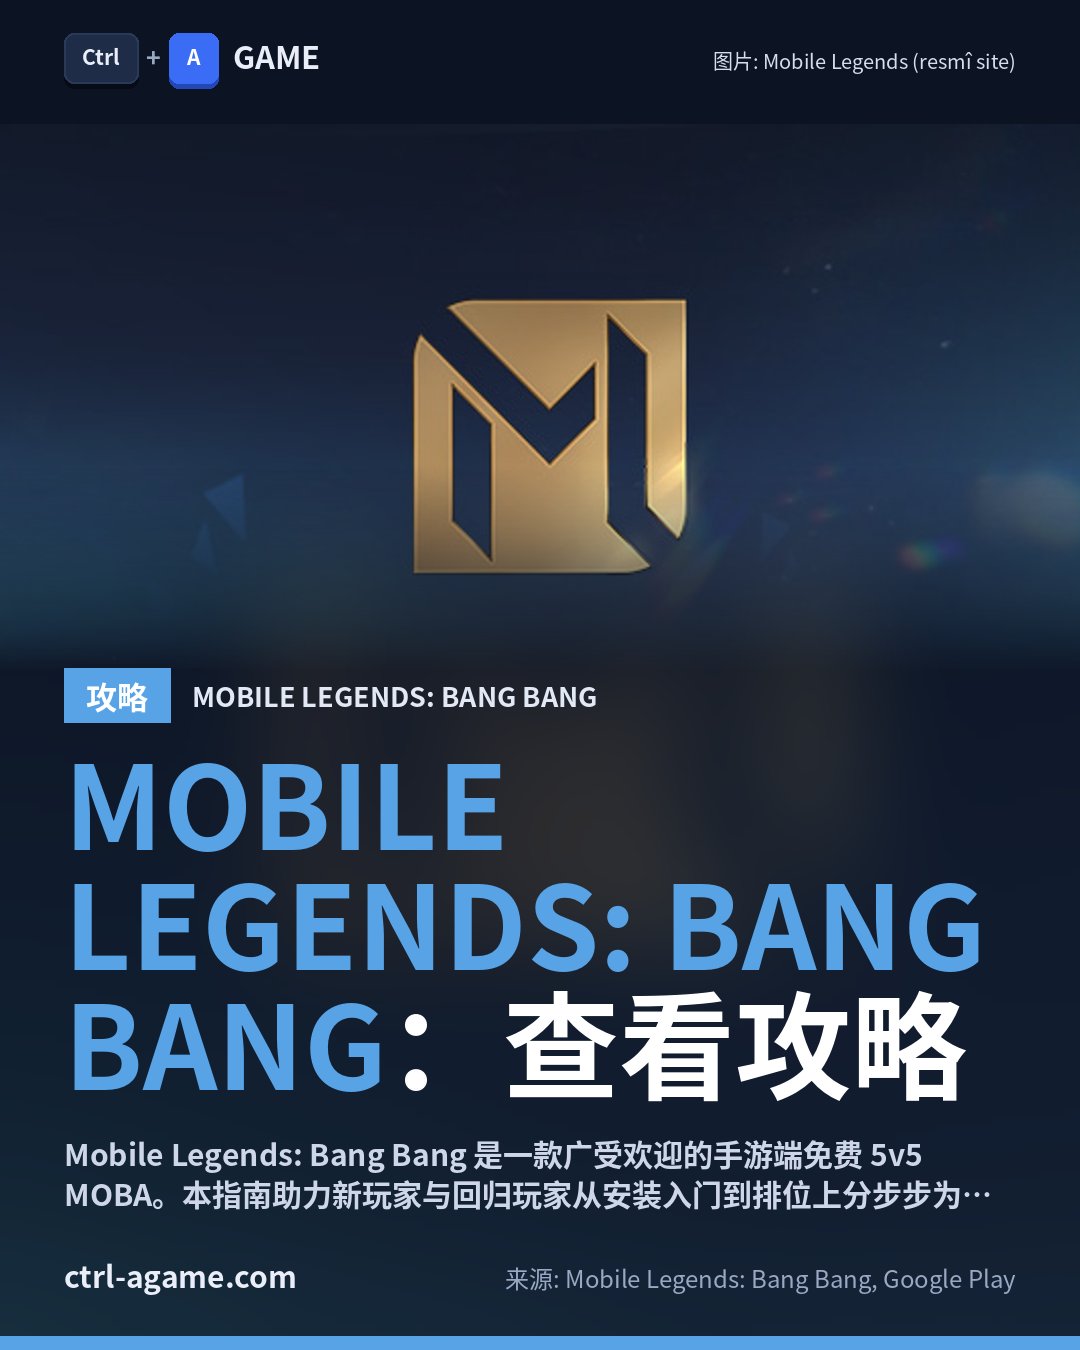 Ctrl + A GAME
图片: Mobile Legends (resmî site)
攻略 MOBILE LEGENDS: BANG BANG
MOBILE
LEGENDS: BANG
BANG：查看攻略
Mobile Legends: Bang Bang 是一款广受欢迎的手游端免费 5v5
MOBA。本指南助力新玩家与回归玩家从安装入门到排位上分步步为…
ctrl-agame.com
来源: Mobile Legends: Bang Bang, Google Play